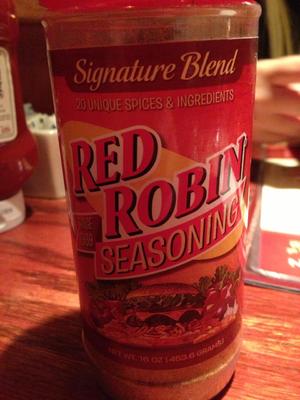 Signature Blend
20 UNIQUE SPICES & INGREDIENTS
RED
ROBIN
SEASONING
NET WT. 16 OZ (453.6 GRAMS)